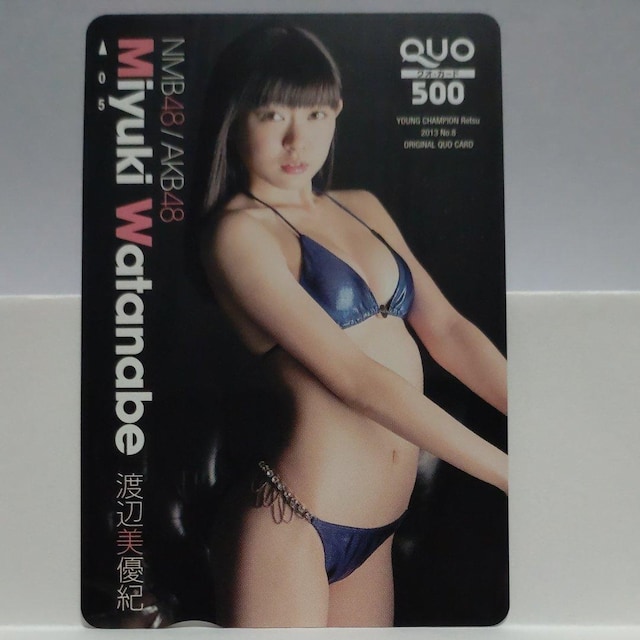 QUO
クオ・カード
500
YOUNG CHAMPION Retsu
2013 No.8
ORIGINAL QUO CARD
05
NMB48 / AKB48
Miyuki Watanabe 渡辺美優紀